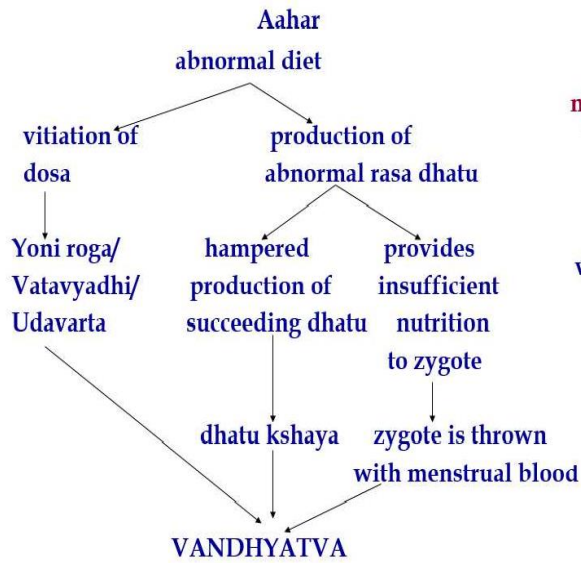 Aahar
abnormal diet
vitiation of
dosa
production of
abnormal rasa dhatu
Yoni roga/
Vatavyadhi/
Udavarta
hampered
production of
succeeding dhatu
provides
insufficient
nutrition
to zygote
dhatu kshaya
zygote is thrown
with menstrual blood
VANDHYATVA